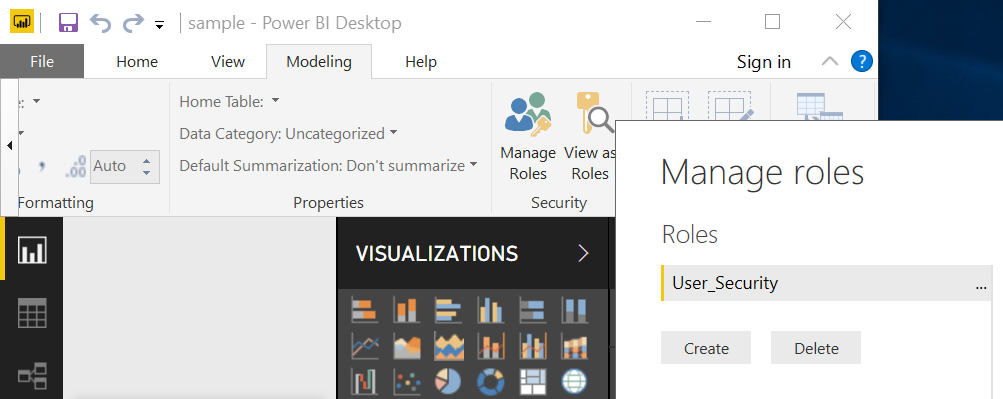 sample - Power BI Desktop
File Home View Modeling Help Sign in ?
Home Table:
Data Category: Uncategorized
Default Summarization: Don't summarize
Auto
Manage Roles
View as Roles
Formatting
Properties
Security
VISUALIZATIONS
Manage roles
Roles
User_Security ...
Create Delete